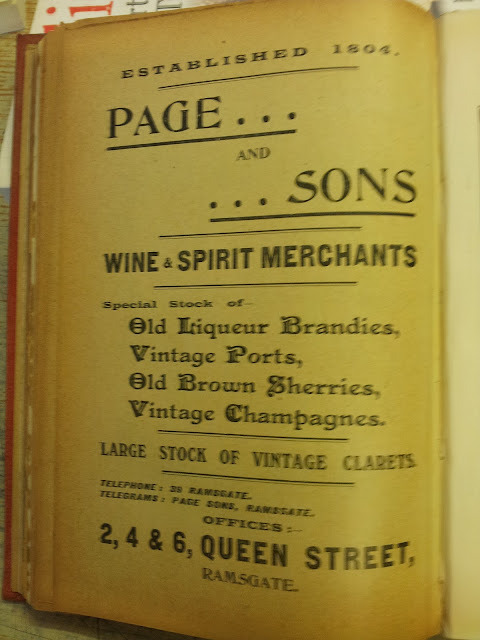 ESTABLISHED 1804.
PAGE ...
AND
... SONS
WINE & SPIRIT MERCHANTS
Special Stock of—
Old Liqueur Brandies,
Vintage Ports,
Old Brown Sherries,
Vintage Champagnes.
LARGE STOCK OF VINTAGE CLARETS.
TELEPHONE: 26 RAMSGATE.
TELEGRAMS: PAGE SONS, RAMSGATE.
OFFICES:—
2, 4 & 6, QUEEN STREET,
RAMSGATE.